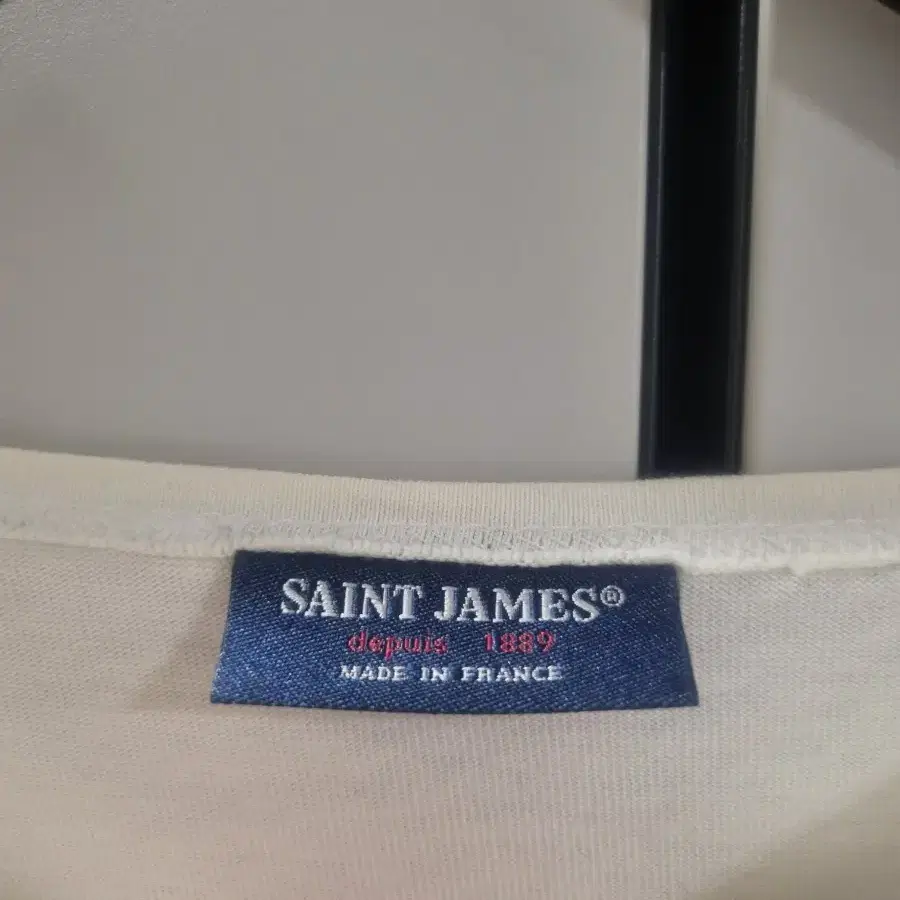 SAINT JAMES®
depuis 1889
MADE IN FRANCE